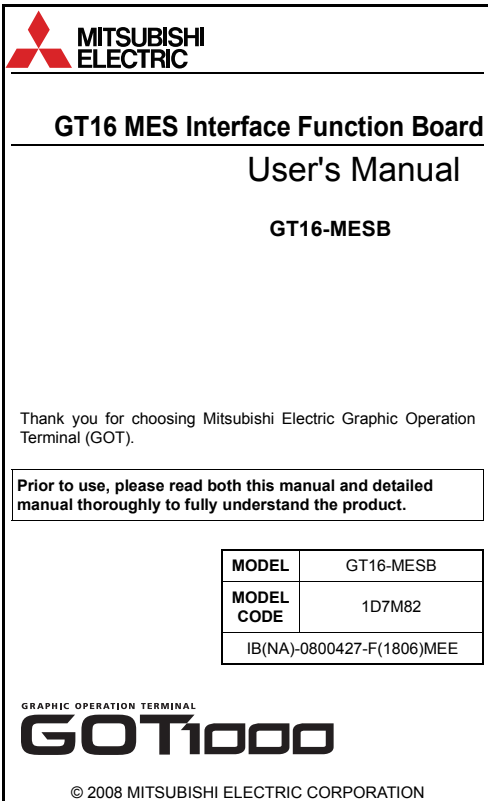 MITSUBISHI
ELECTRIC
GT16 MES Interface Function Board
User's Manual
GT16-MESB
Thank you for choosing Mitsubishi Electric Graphic Operation
Terminal (GOT).
Prior to use, please read both this manual and detailed
manual thoroughly to fully understand the product.
MODEL GT16-MESB
MODEL
CODE 1D7M82
IB(NA)-0800427-F(1806)MEE
GRAPHIC OPERATION TERMINAL
GOT1000
© 2008 MITSUBISHI ELECTRIC CORPORATION